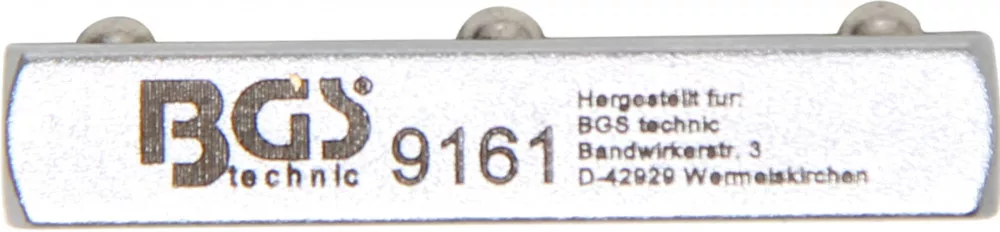 BGS®
technic
9161
Hergestellt für:
BGS technic
Bandwirkerstr. 3
D-42929 Wermelskirchen